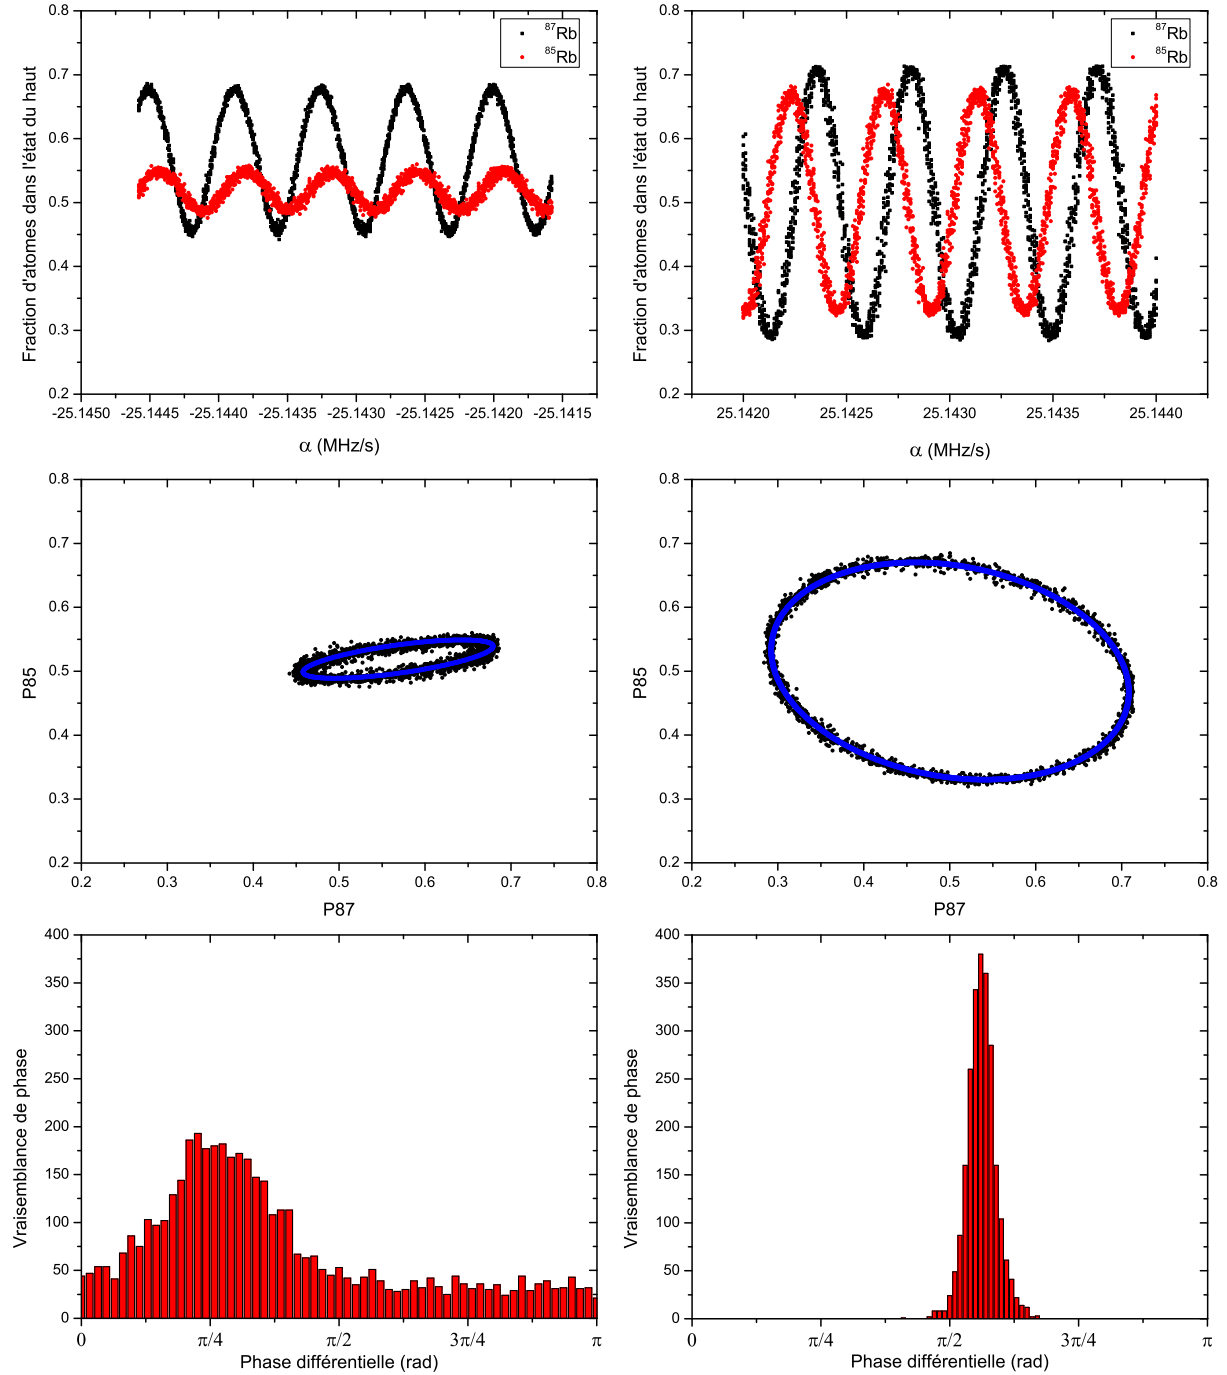 0.8
0.7
0.6
0.5
0.4
0.3
0.2
Fraction d'atomes dans l'état du haut
87Rb
85Rb
-25.1450 -25.1445 -25.1440 -25.1435 -25.1430 -25.1425 -25.1420 -25.1415
α (MHz/s)
0.8
0.7
0.6
0.5
0.4
0.3
0.2
Fraction d'atomes dans l'état du haut
87Rb
85Rb
25.1420 25.1425 25.1430 25.1435 25.1440
α (MHz/s)
0.8
0.7
0.6
0.5
0.4
0.3
0.2
P85
0.2 0.3 0.4 0.5 0.6 0.7 0.8
P87
0.8
0.7
0.6
0.5
0.4
0.3
0.2
P85
0.2 0.3 0.4 0.5 0.6 0.7 0.8
P87
400
350
300
250
200
150
100
50
0
Vraisemblance de phase
0 π/4 π/2 3π/4 π
Phase différentielle (rad)
400
350
300
250
200
150
100
50
0
Vraisemblance de phase
0 π/4 π/2 3π/4 π
Phase différentielle (rad)